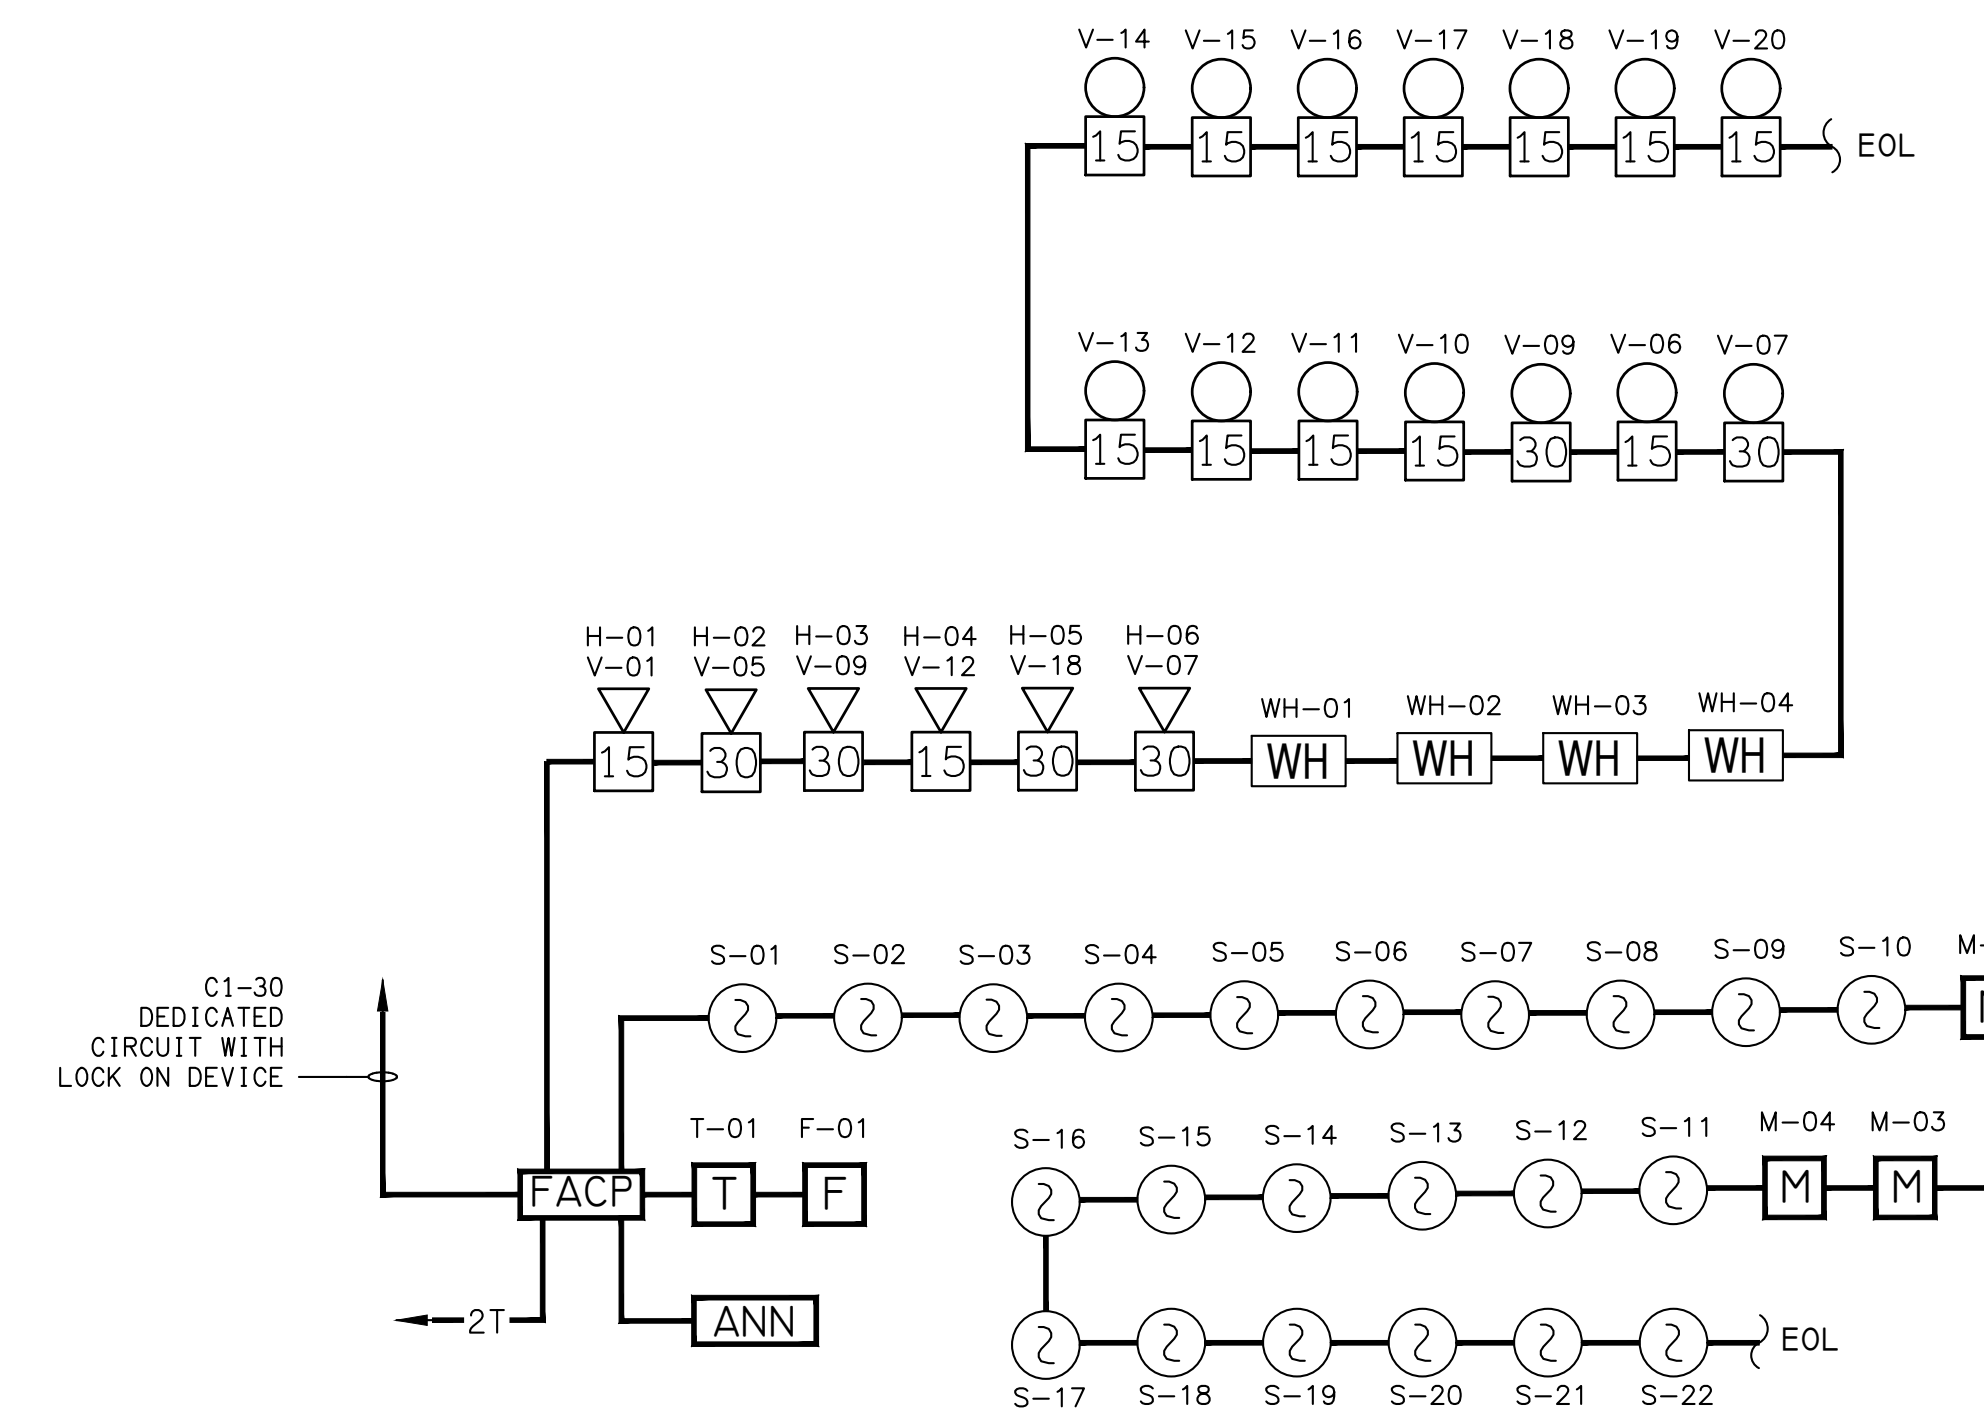 V-14 V-15 V-16 V-17 V-18 V-19 V-20
15 15 15 15 15 15 15 EOL
V-13 V-12 V-11 V-10 V-09 V-06 V-07
15 15 15 15 30 15 30
H-01 H-02 H-03 H-04 H-05 H-06
V-01 V-05 V-09 V-12 V-18 V-07
WH-01 WH-02 WH-03 WH-04
15 30 30 15 30 30 WH WH WH WH
S-01 S-02 S-03 S-04 S-05 S-06 S-07 S-08 S-09 S-10
C1-30
DEDICATED
CIRCUIT WITH
LOCK ON DEVICE
T-01 F-01
S-16 S-15 S-14 S-13 S-12 S-11 M-04 M-03
FACP T F
M M
2T ANN
EOL
S-17 S-18 S-19 S-20 S-21 S-22